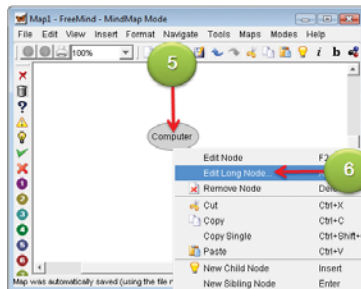 Map1 - FreeMind - MindMap Mode
File Edit View Insert Format Navigate Tools Maps Modes Help
100%
5
Computer
Edit Node F2
Edit Long Node...
6
Remove Node
Cut Ctrl+X
Copy Ctrl+C
Copy Single Ctrl+Shift+
Paste Ctrl+V
New Child Node Insert
New Sibling Node Enter
Map was automatically saved (using the file